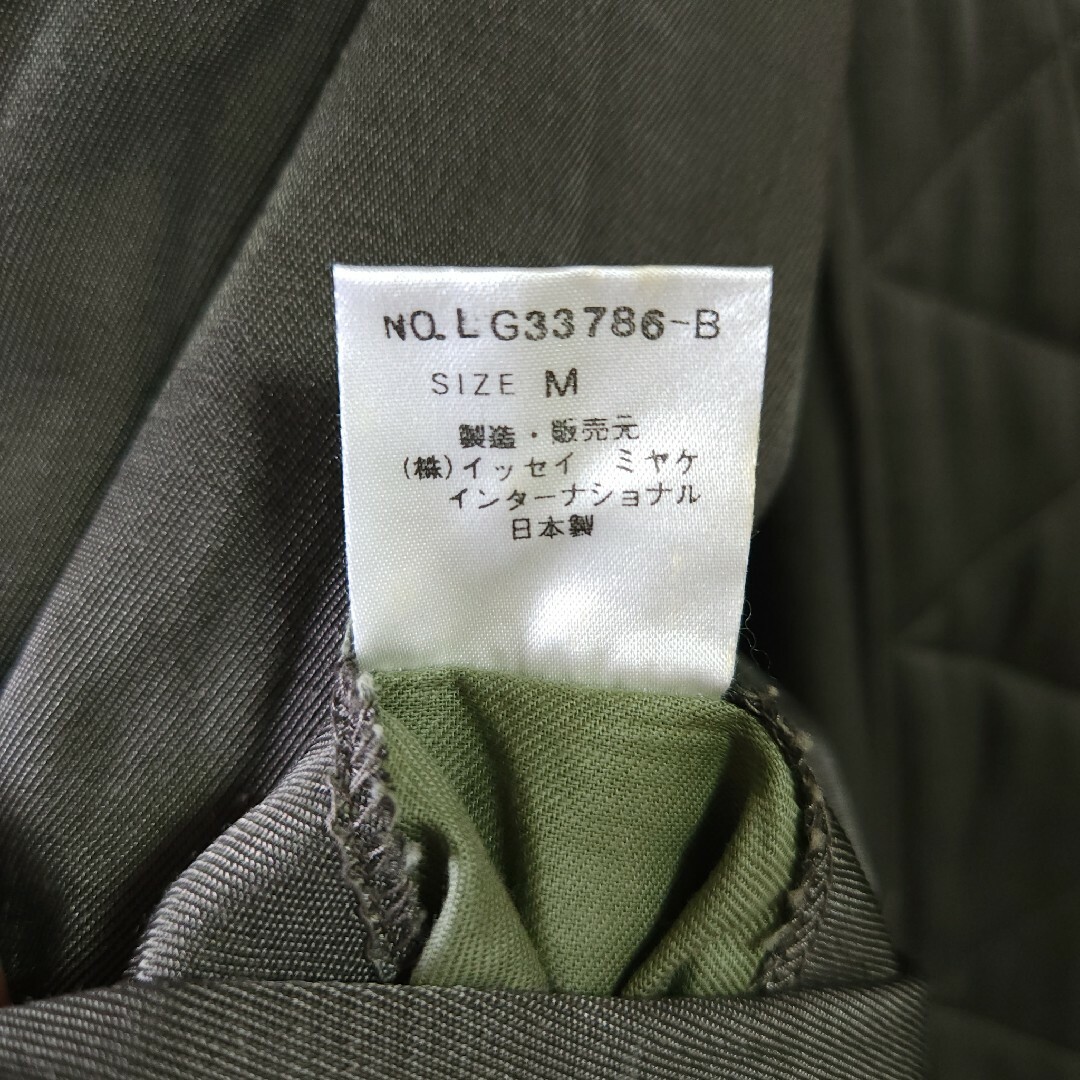 NO.LG33786-B
SIZE M
製造・販売元
(株)イッセイ ミヤケ
インターナショナル
日本製